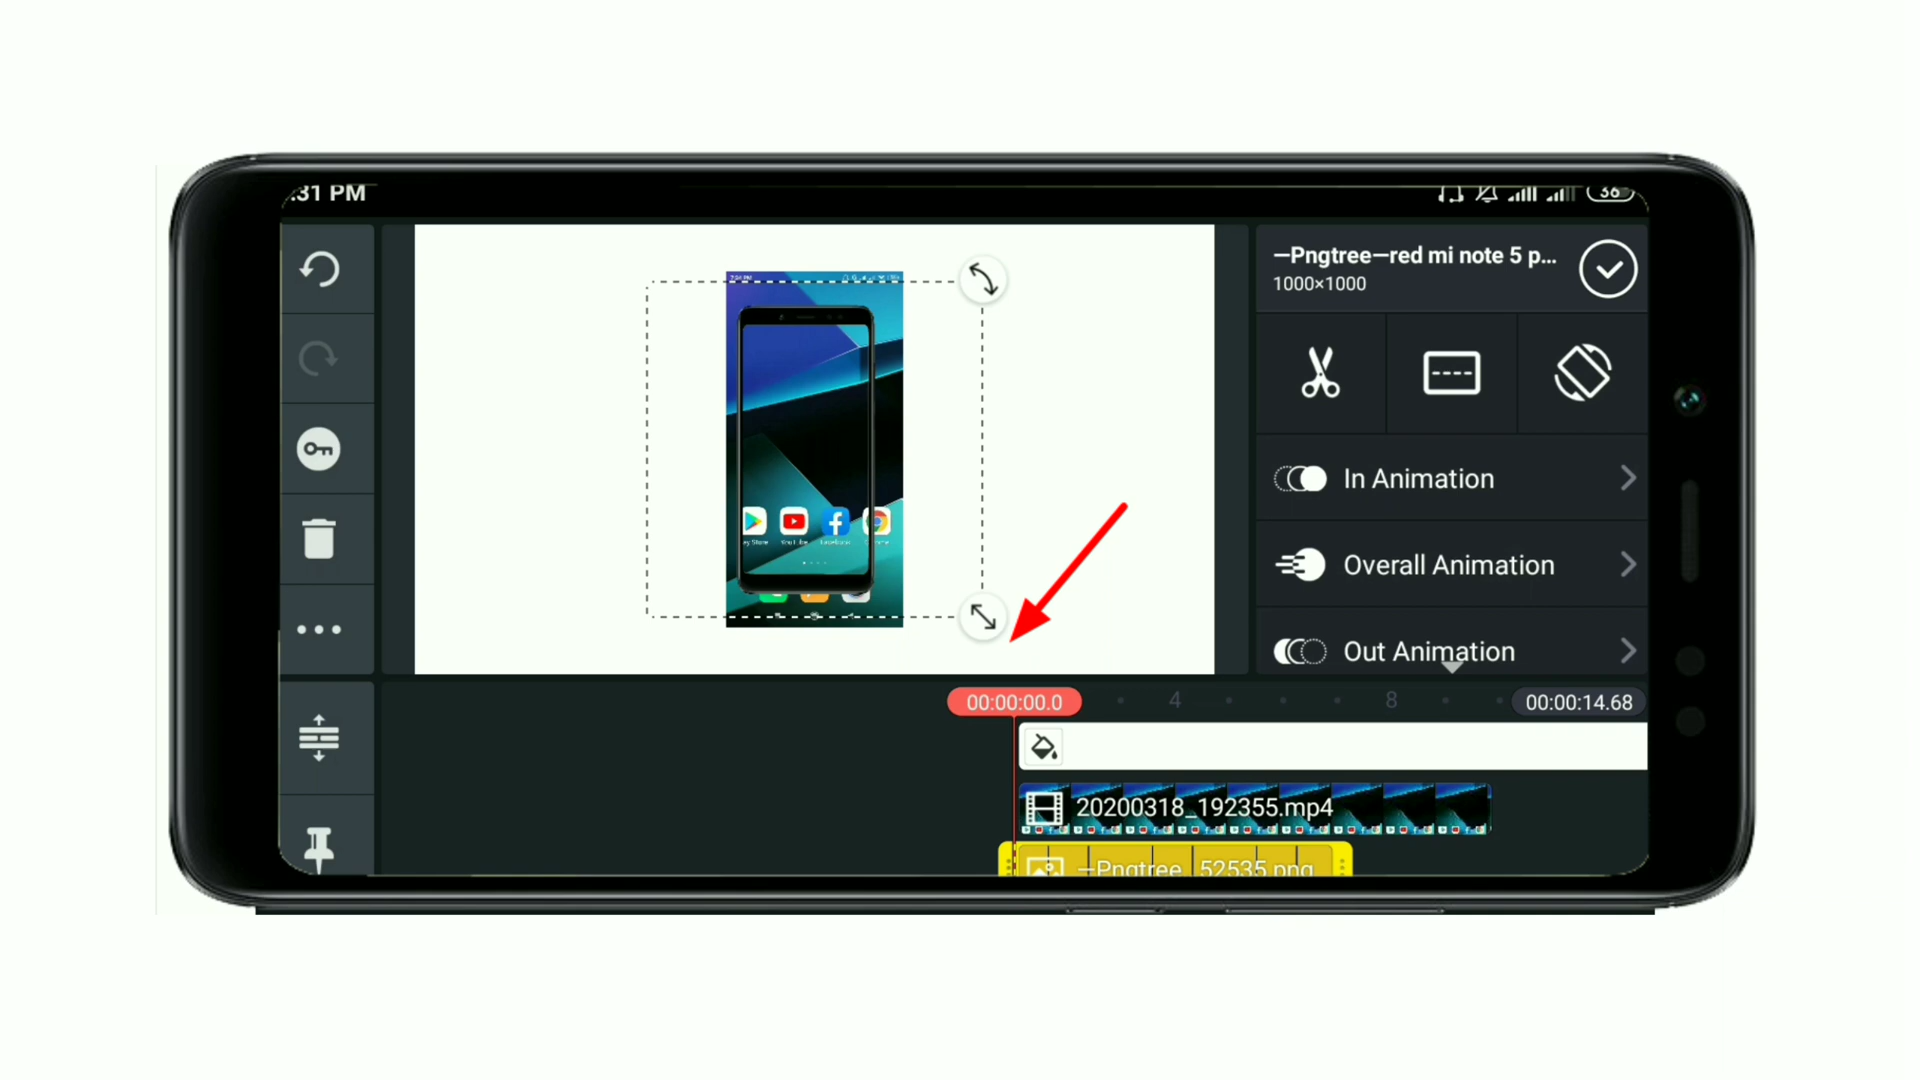 :31 PM
36
—Pngtree—red mi note 5 p...
1000×1000
In Animation
Overall Animation
Out Animation
00:00:00.0
4
8
00:00:14.68
20200318_192355.mp4
—Pngtree 52535.png